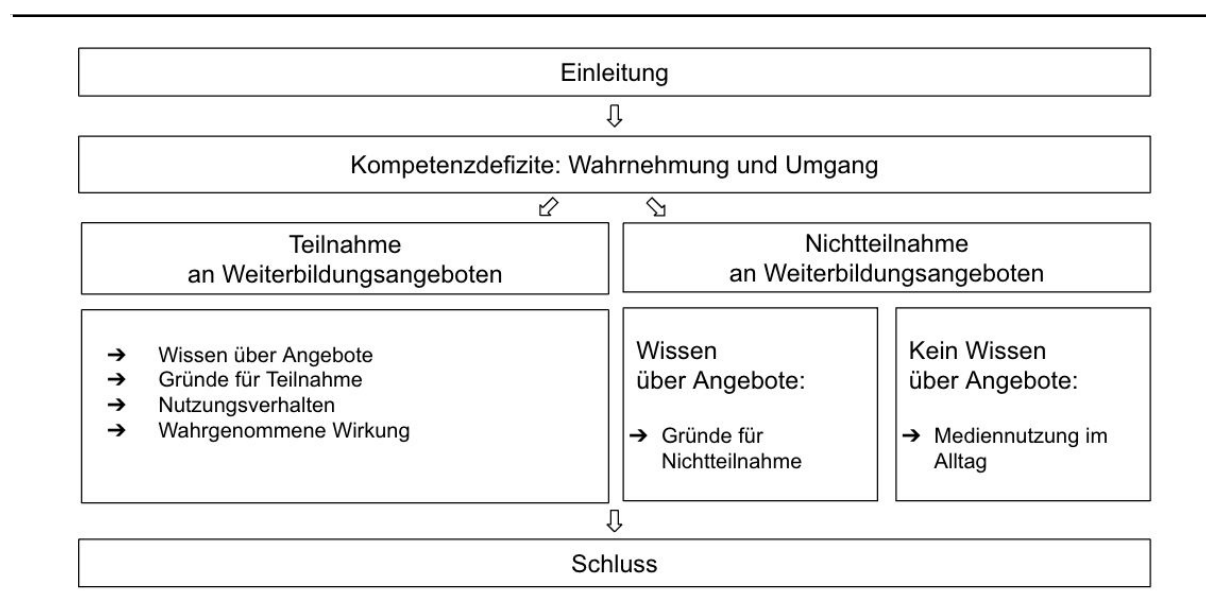 Einleitung
Kompetenzdefizite: Wahrnehmung und Umgang
Teilnahme
an Weiterbildungsangeboten
Nichtteilnahme
an Weiterbildungsangeboten
➔ Wissen über Angebote
➔ Gründe für Teilnahme
➔ Nutzungsverhalten
➔ Wahrgenommene Wirkung
Wissen
über Angebote:
➔ Gründe für
Nichtteilnahme
Kein Wissen
über Angebote:
➔ Mediennutzung im
Alltag
Schluss